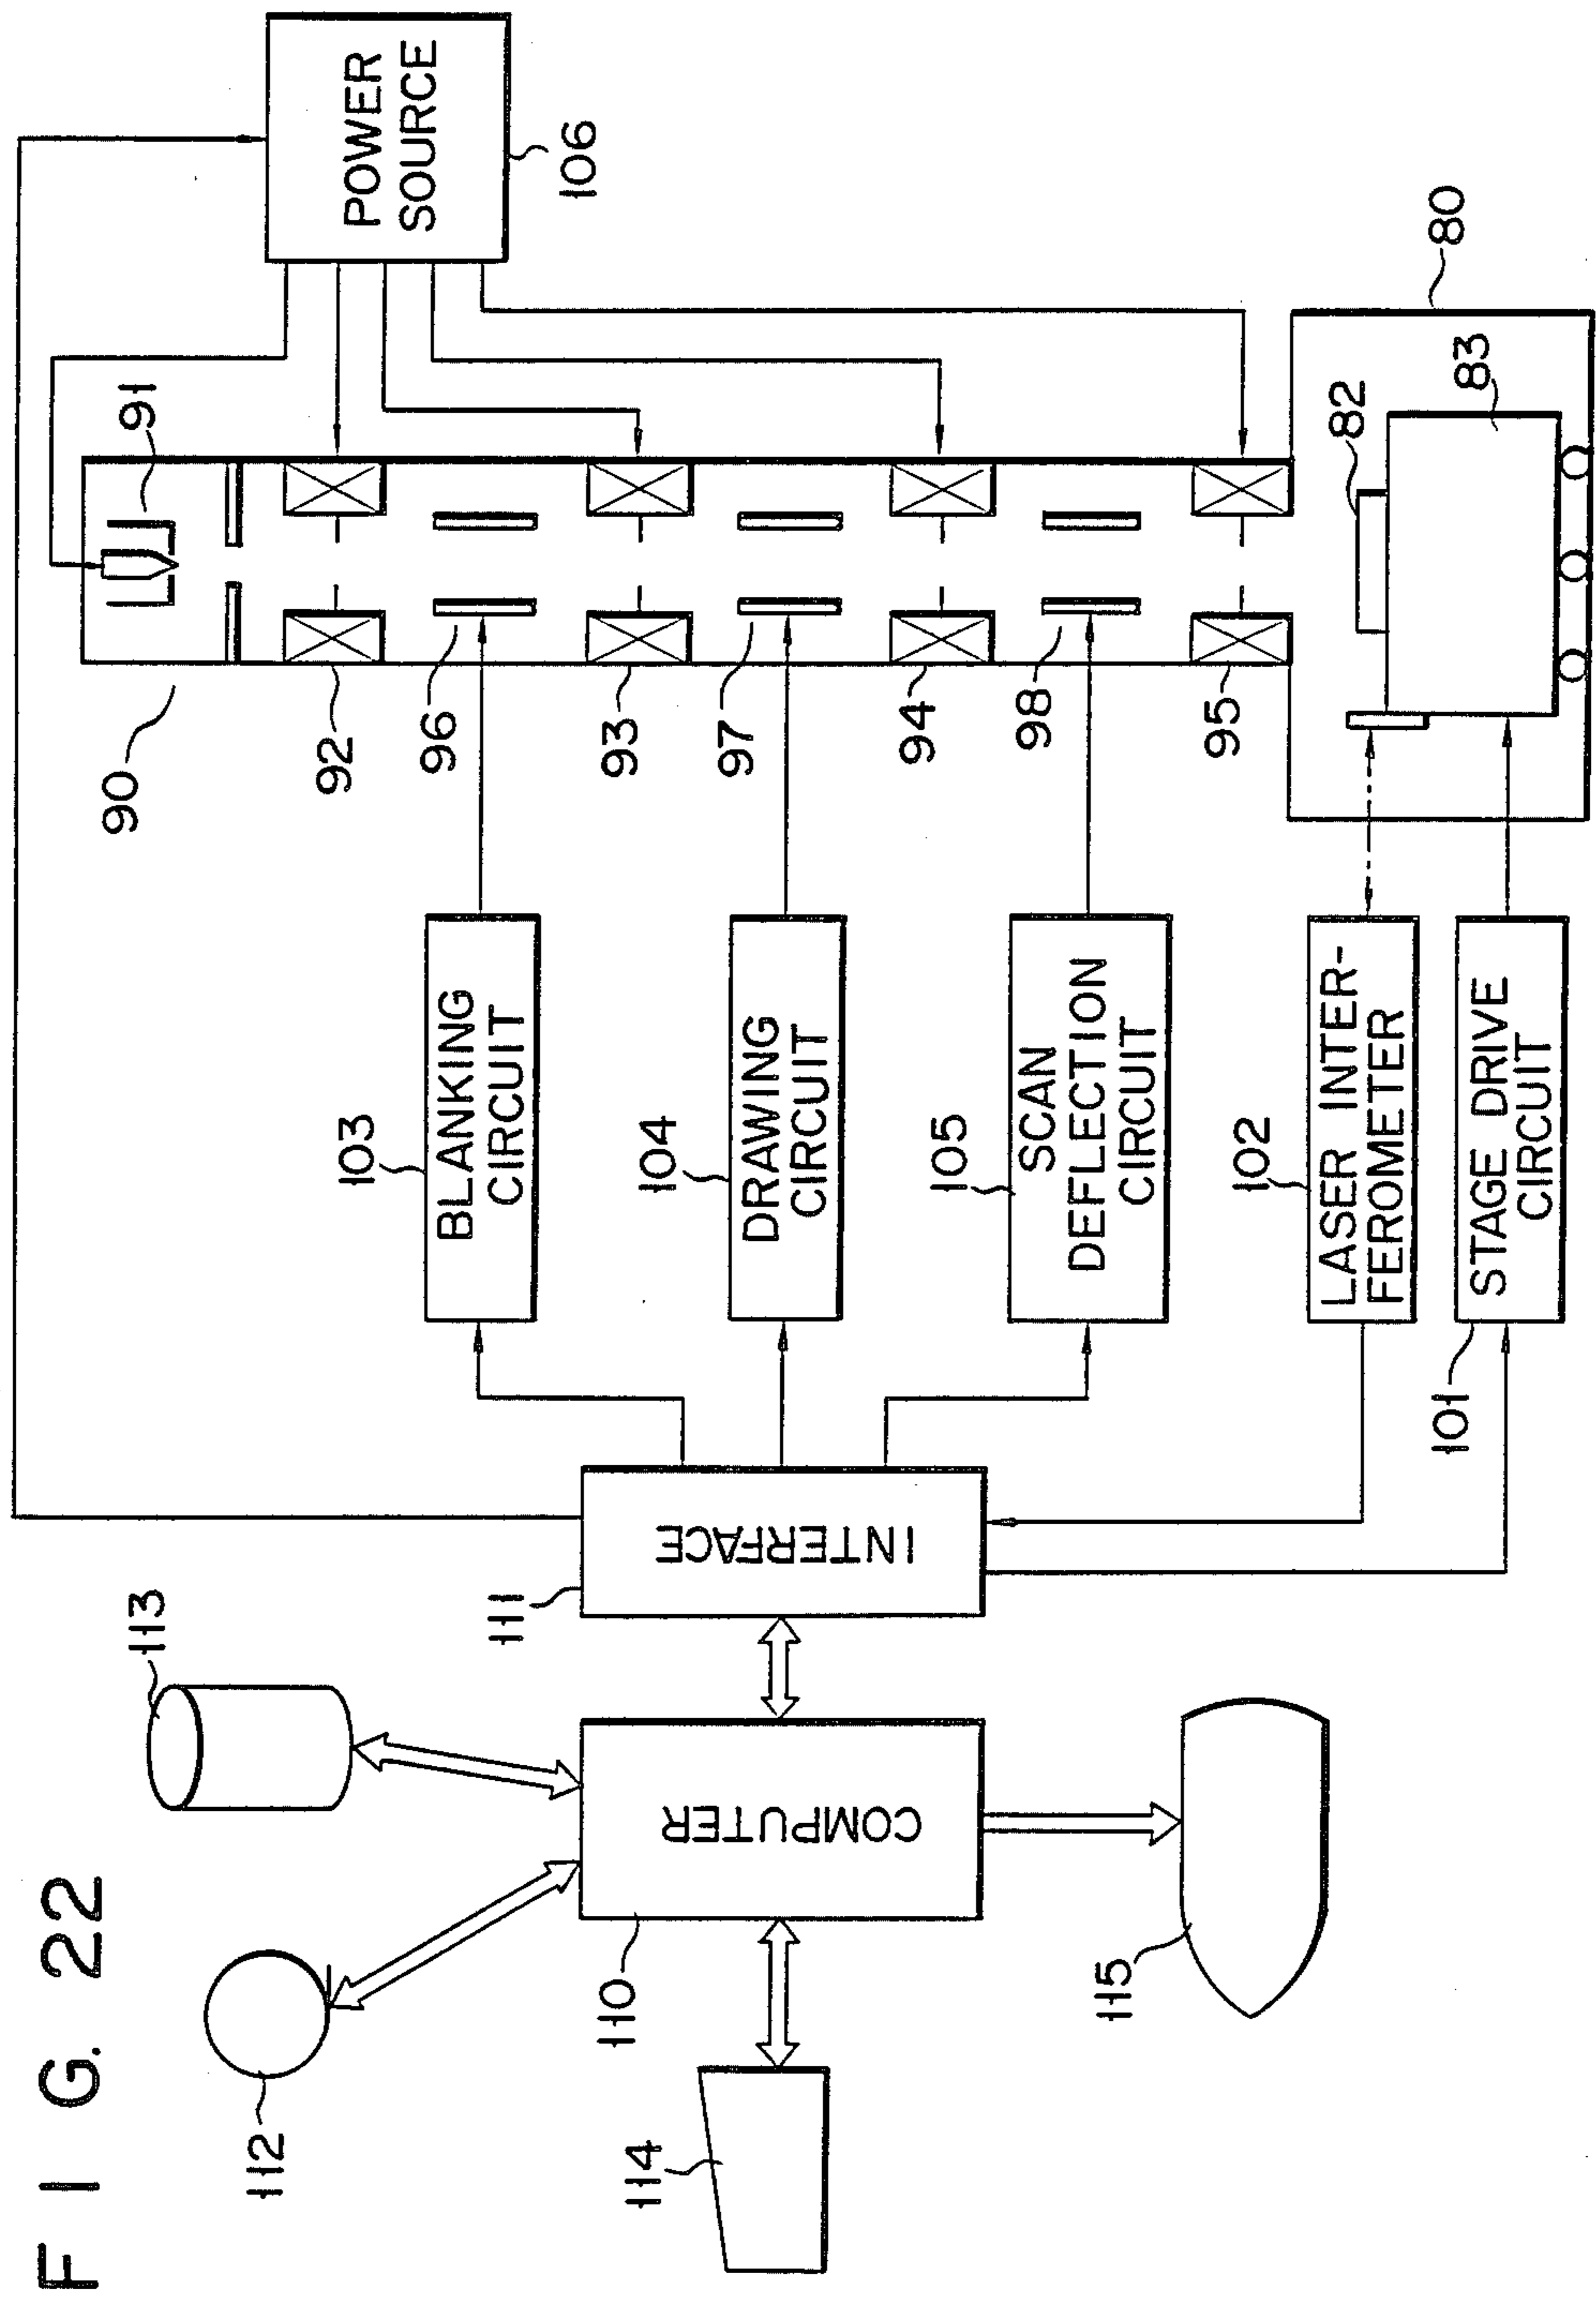 F I G. 22
112
113
114
110
COMPUTER
115
111
INTERFACE
103
BLANKING
CIRCUIT
104
DRAWING
CIRCUIT
105
SCAN
DEFLECTION
CIRCUIT
102
LASER INTER-
FEROMETER
101
STAGE DRIVE
CIRCUIT
90
91
92
96
93
97
94
98
95
82
83
80
POWER
SOURCE
106